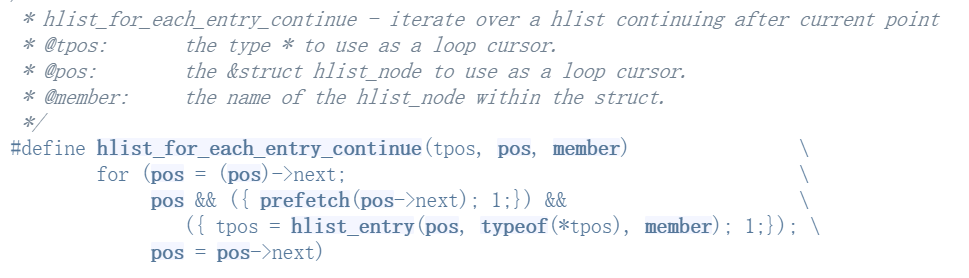 * hlist_for_each_entry_continue - iterate over a hlist continuing after current point
* @tpos: the type * to use as a loop cursor.
* @pos: the &struct hlist_node to use as a loop cursor.
* @member: the name of the hlist_node within the struct.
*/
#define hlist_for_each_entry_continue(tpos, pos, member) \
for (pos = (pos)->next; \
pos && ({ prefetch(pos->next); 1;}) && \
({ tpos = hlist_entry(pos, typeof(*tpos), member); 1;}); \
pos = pos->next)